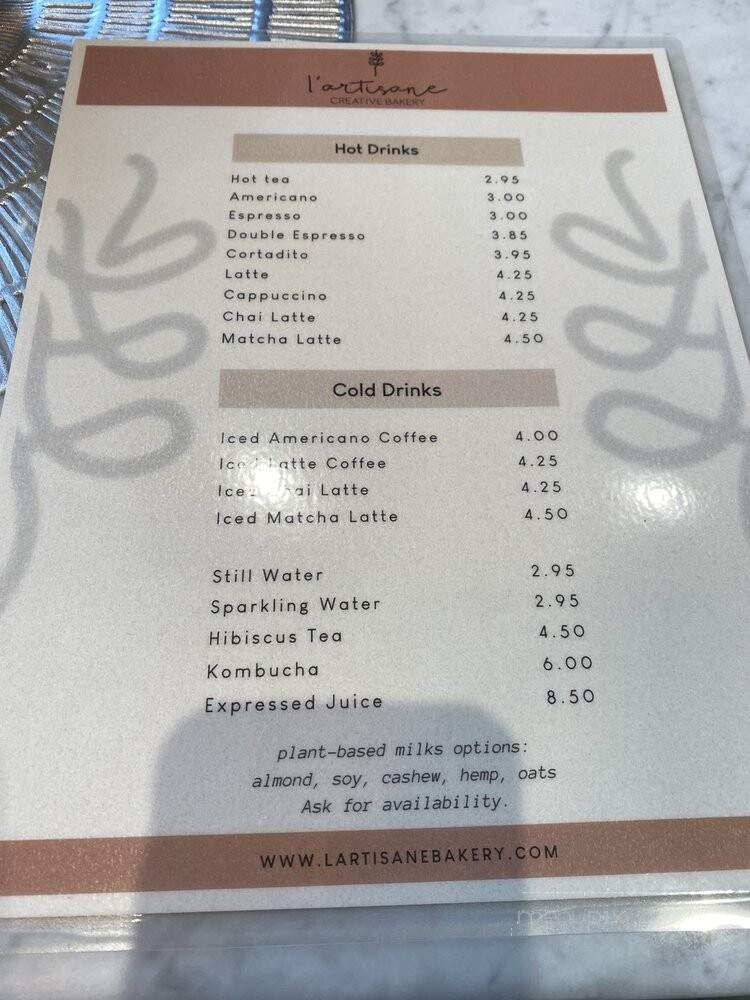 l'artisane
CREATIVE BAKERY
Hot Drinks
Hot tea 2.95
Americano 3.00
Espresso 3.00
Double Espresso 3.85
Cortadito 3.95
Latte 4.25
Cappuccino 4.25
Chai Latte 4.25
Matcha Latte 4.50
Cold Drinks
Iced Americano Coffee 4.00
Iced Latte Coffee 4.25
Iced Chai Latte 4.25
Iced Matcha Latte 4.50
Still Water 2.95
Sparkling Water 2.95
Hibiscus Tea 4.50
Kombucha 6.00
Expressed Juice 8.50
plant-based milks options:
almond, soy, cashew, hemp, oats
Ask for availability.
WWW.LARTISANEBAKERY.COM